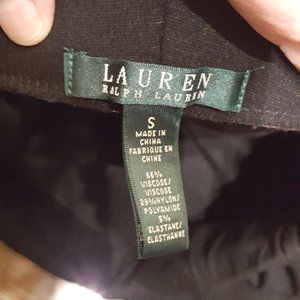 LAUREN
RALPH LAUREN
S
MADE IN
CHINA
FABRIQUE EN
CHINE
66%
VISCOSE/
VISCOSE
29%NYLON/
POLYAMIDE
5%
ELASTANE/
ELASTHANNE